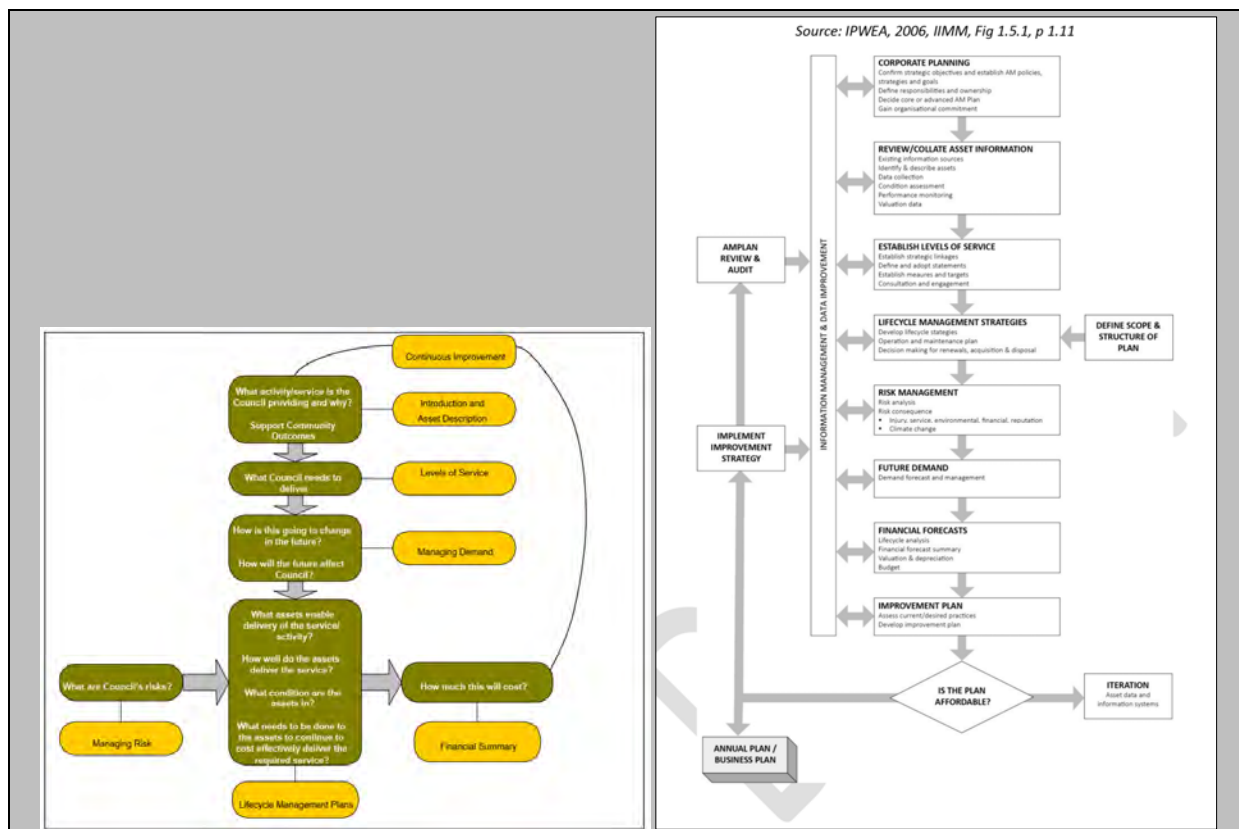 Continuous Improvement
What activity/service is the
Council providing and why?
Support Community
Outcomes
Introduction and
Asset Description
What Council needs to
deliver
Levels of Service
How is this going to change
in the future?
How will the future affect
Council?
Managing Demand
What assets enable
delivery of the service/
activity?
How well do the assets
deliver the service?
What condition are the
assets in?
What needs to be done to
the assets to continue to
cost effectively deliver the
required service?
What are Council's risks?
Managing Risk
How much this will cost?
Financial Summary
Lifecycle Management Plans
Source: IPWEA, 2006, IIMM, Fig 1.5.1, p 1.11
CORPORATE PLANNING
Confirm strategic objectives and establish AM policies,
strategies and goals
Define responsibilities and ownership
Decide core or advanced AM Plan
Gain organisational commitment
REVIEW/COLLATE ASSET INFORMATION
Existing information sources
Identify & describe assets
Data collection
Condition assessment
Performance monitoring
Valuation data
ESTABLISH LEVELS OF SERVICE
Establish strategic linkages
Define and adopt statements
Establish measures and targets
Consultation and engagement
LIFECYCLE MANAGEMENT STRATEGIES
Develop lifecycle stategies
Operation and maintenance plan
Decision making for renewals, acquisition & disposal
DEFINE SCOPE &
STRUCTURE OF
PLAN
RISK MANAGEMENT
Risk analysis
Risk consequence
• Injury, service, environmental, financial, reputation
• Climate change
FUTURE DEMAND
Demand forecast and management
FINANCIAL FORECASTS
Lifecycle analysis
Financial forecast summary
Valuation & depreciation
Budget
IMPROVEMENT PLAN
Assess current/desired practices
Develop improvement plan
INFORMATION MANAGEMENT & DATA IMPROVEMENT
AMPLAN
REVIEW &
AUDIT
IMPLEMENT
IMPROVEMENT
STRATEGY
IS THE PLAN
AFFORDABLE?
ITERATION
Asset data and
information systems
ANNUAL PLAN /
BUSINESS PLAN